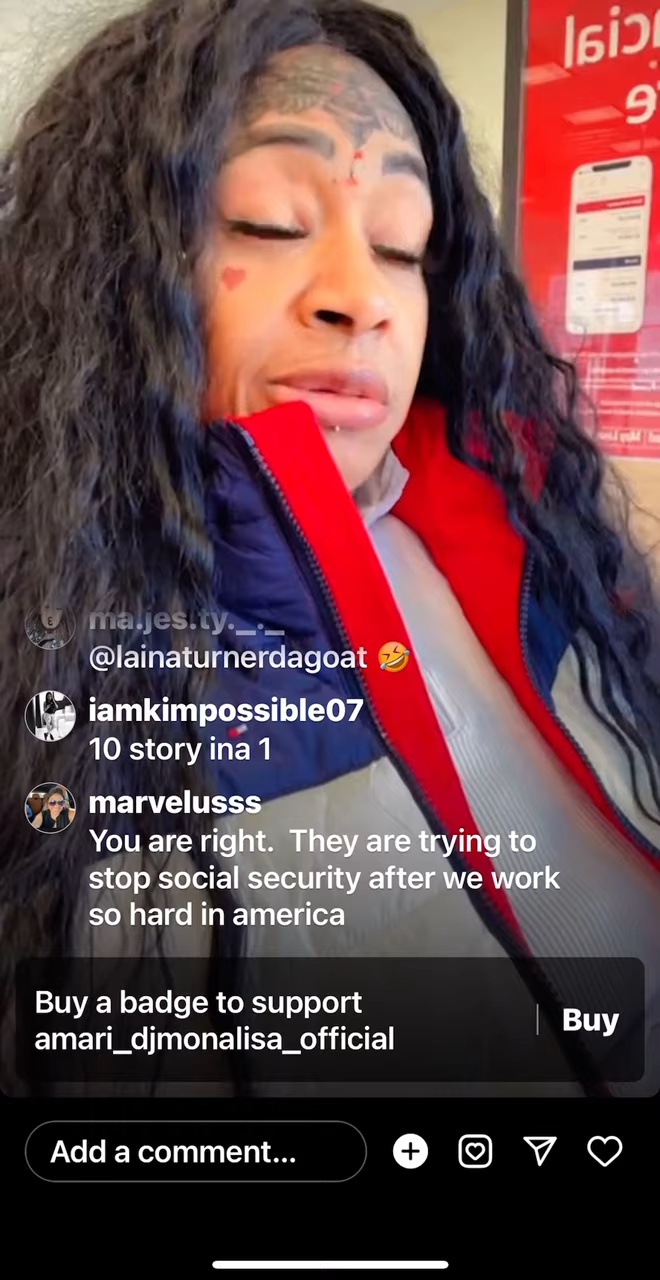 ncial
e
ma.jes.ty._._
@lainaturnerdagoat 🤣
iamkimpossible07
10 story ina 1
marvelusss
You are right. They are trying to
stop social security after we work
so hard in america
Buy a badge to support
amari_djmonalisa_official
Buy
Add a comment...